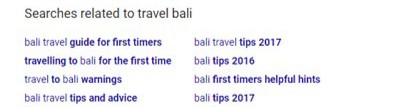 Searches related to travel bali
bali travel guide for first timers
travelling to bali for the first time
travel to bali warnings
bali travel tips and advice
bali travel tips 2017
bali tips 2016
bali first timers helpful hints
bali tips 2017